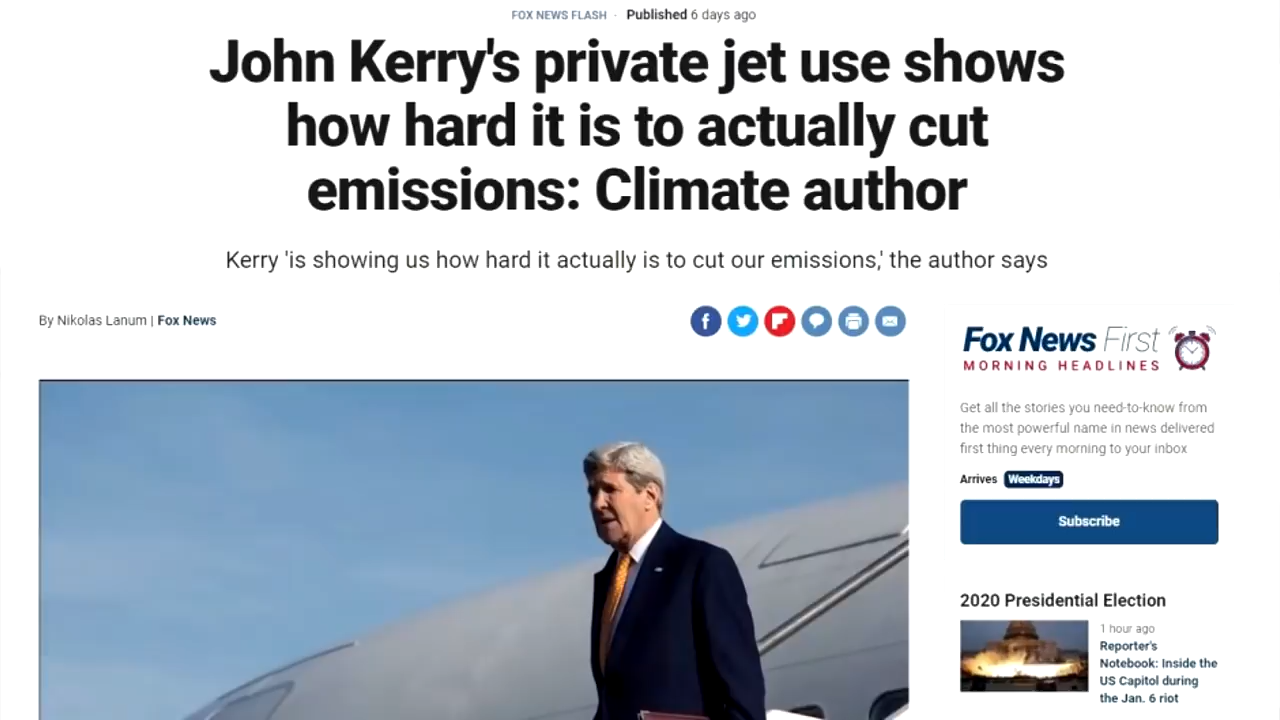 FOX NEWS FLASH · Published 6 days ago
John Kerry's private jet use shows
how hard it is to actually cut
emissions: Climate author
Kerry 'is showing us how hard it actually is to cut our emissions,' the author says
By Nikolas Lanum | Fox News
Fox News First
MORNING HEADLINES
Get all the stories you need-to-know from
the most powerful name in news delivered
first thing every morning to your inbox
Arrives Weekdays
Subscribe
2020 Presidential Election
1 hour ago
Reporter's
Notebook: Inside the
US Capitol during
the Jan. 6 riot